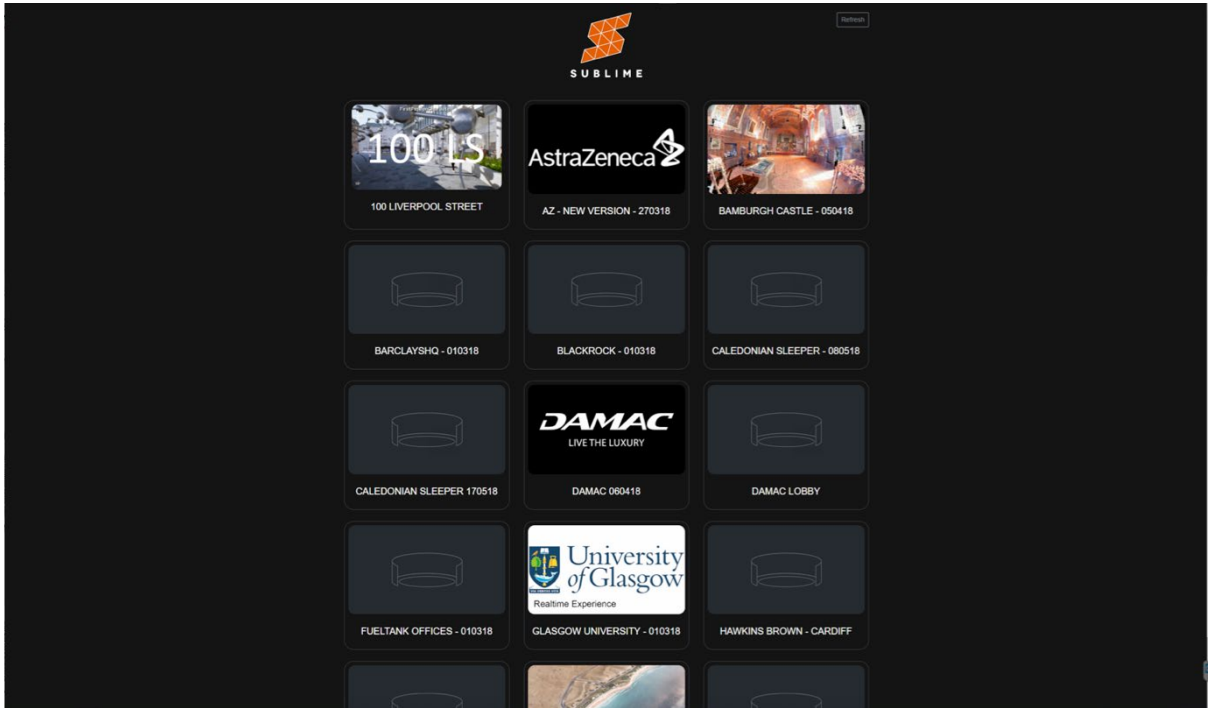 Refresh
SUBLIME
100 LS
AstraZeneca
100 LIVERPOOL STREET
AZ - NEW VERSION - 270318
BAMBURGH CASTLE - 050418
BARCLAYSHQ - 010318
BLACKROCK - 010318
CALEDONIAN SLEEPER - 080518
DAMAC
LIVE THE LUXURY
CALEDONIAN SLEEPER 170518
DAMAC 060418
DAMAC LOBBY
University
of Glasgow
Realtime Experience
FUELTANK OFFICES - 010318
GLASGOW UNIVERSITY - 010318
HAWKINS BROWN - CARDIFF